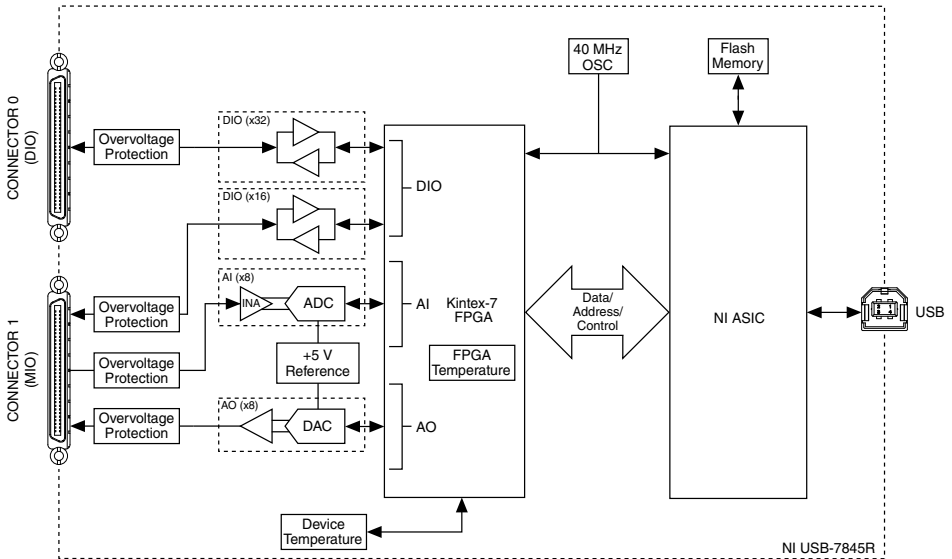 CONNECTOR 0
(DIO)
Overvoltage
Protection
DIO (x32)
DIO
40 MHz
OSC
Flash
Memory
DIO (x16)
CONNECTOR 1
(MIO)
Overvoltage
Protection
Overvoltage
Protection
Overvoltage
Protection
AI (x8)
INA
ADC
AI
+5 V
Reference
AO (x8)
DAC
AO
Kintex-7
FPGA
FPGA
Temperature
Data/
Address/
Control
NI ASIC
USB
Device
Temperature
NI USB-7845R